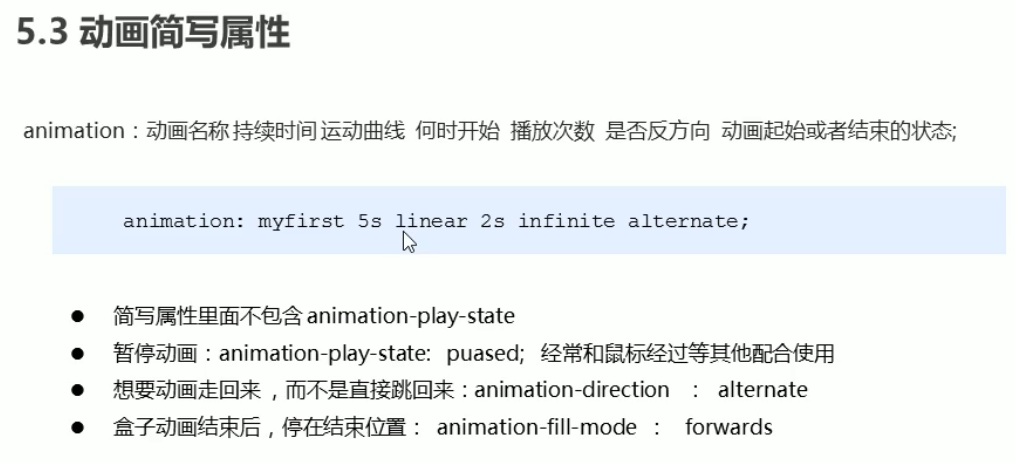 5.3 动画简写属性
animation：动画名称 持续时间 运动曲线 何时开始 播放次数 是否反方向 动画起始或者结束的状态;
animation: myfirst 5s linear 2s infinite alternate;
● 简写属性里面不包含 animation-play-state
● 暂停动画：animation-play-state: puased; 经常和鼠标经过等其他配合使用
● 想要动画走回来 ，而不是直接跳回来：animation-direction ： alternate
● 盒子动画结束后，停在结束位置： animation-fill-mode ： forwards